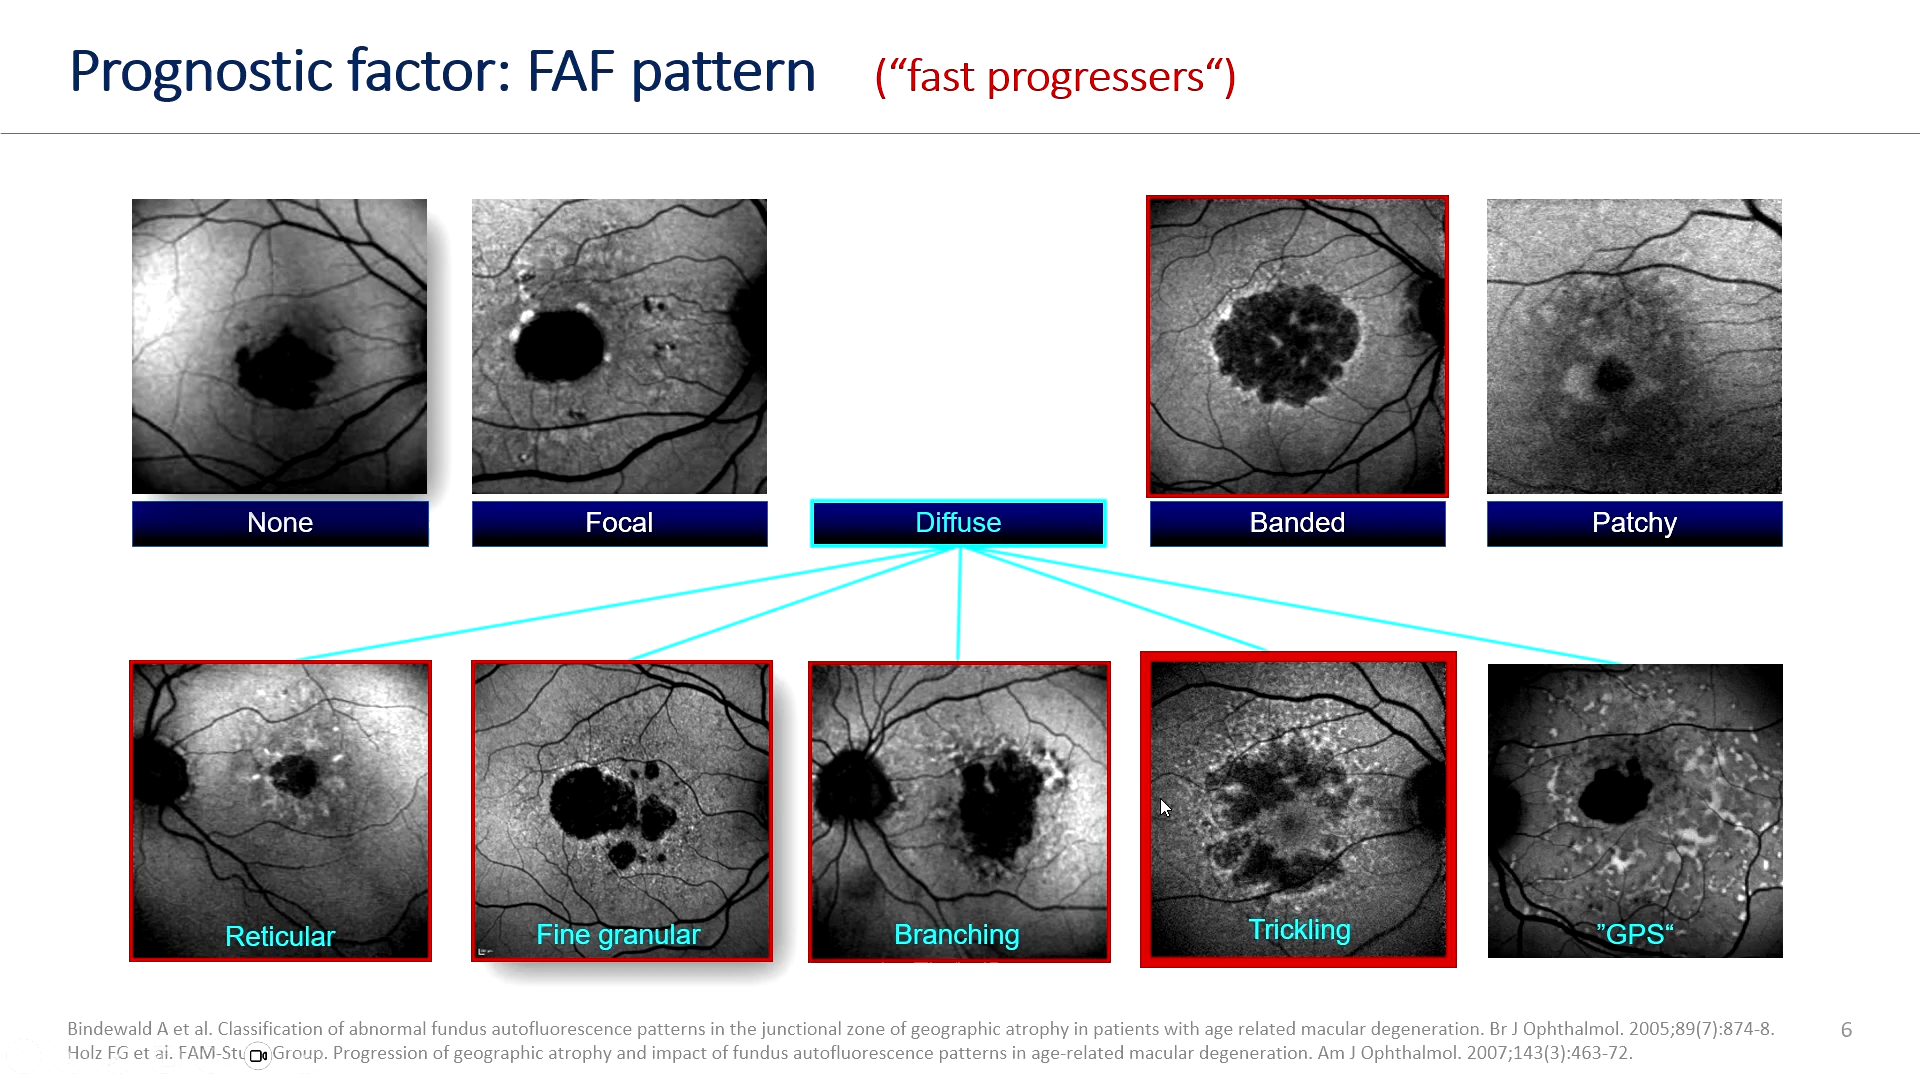 Prognostic factor: FAF pattern (“fast progressers“)
None
Focal
Diffuse
Banded
Patchy
Reticular
Fine granular
Branching
Trickling
”GPS“
Bindewald A et al. Classification of abnormal fundus autofluorescence patterns in the junctional zone of geographic atrophy in patients with age related macular degeneration. Br J Ophthalmol. 2005;89(7):874-8.
Holz FG et al. FAM-Stu Group. Progression of geographic atrophy and impact of fundus autofluorescence patterns in age-related macular degeneration. Am J Ophthalmol. 2007;143(3):463-72.
6